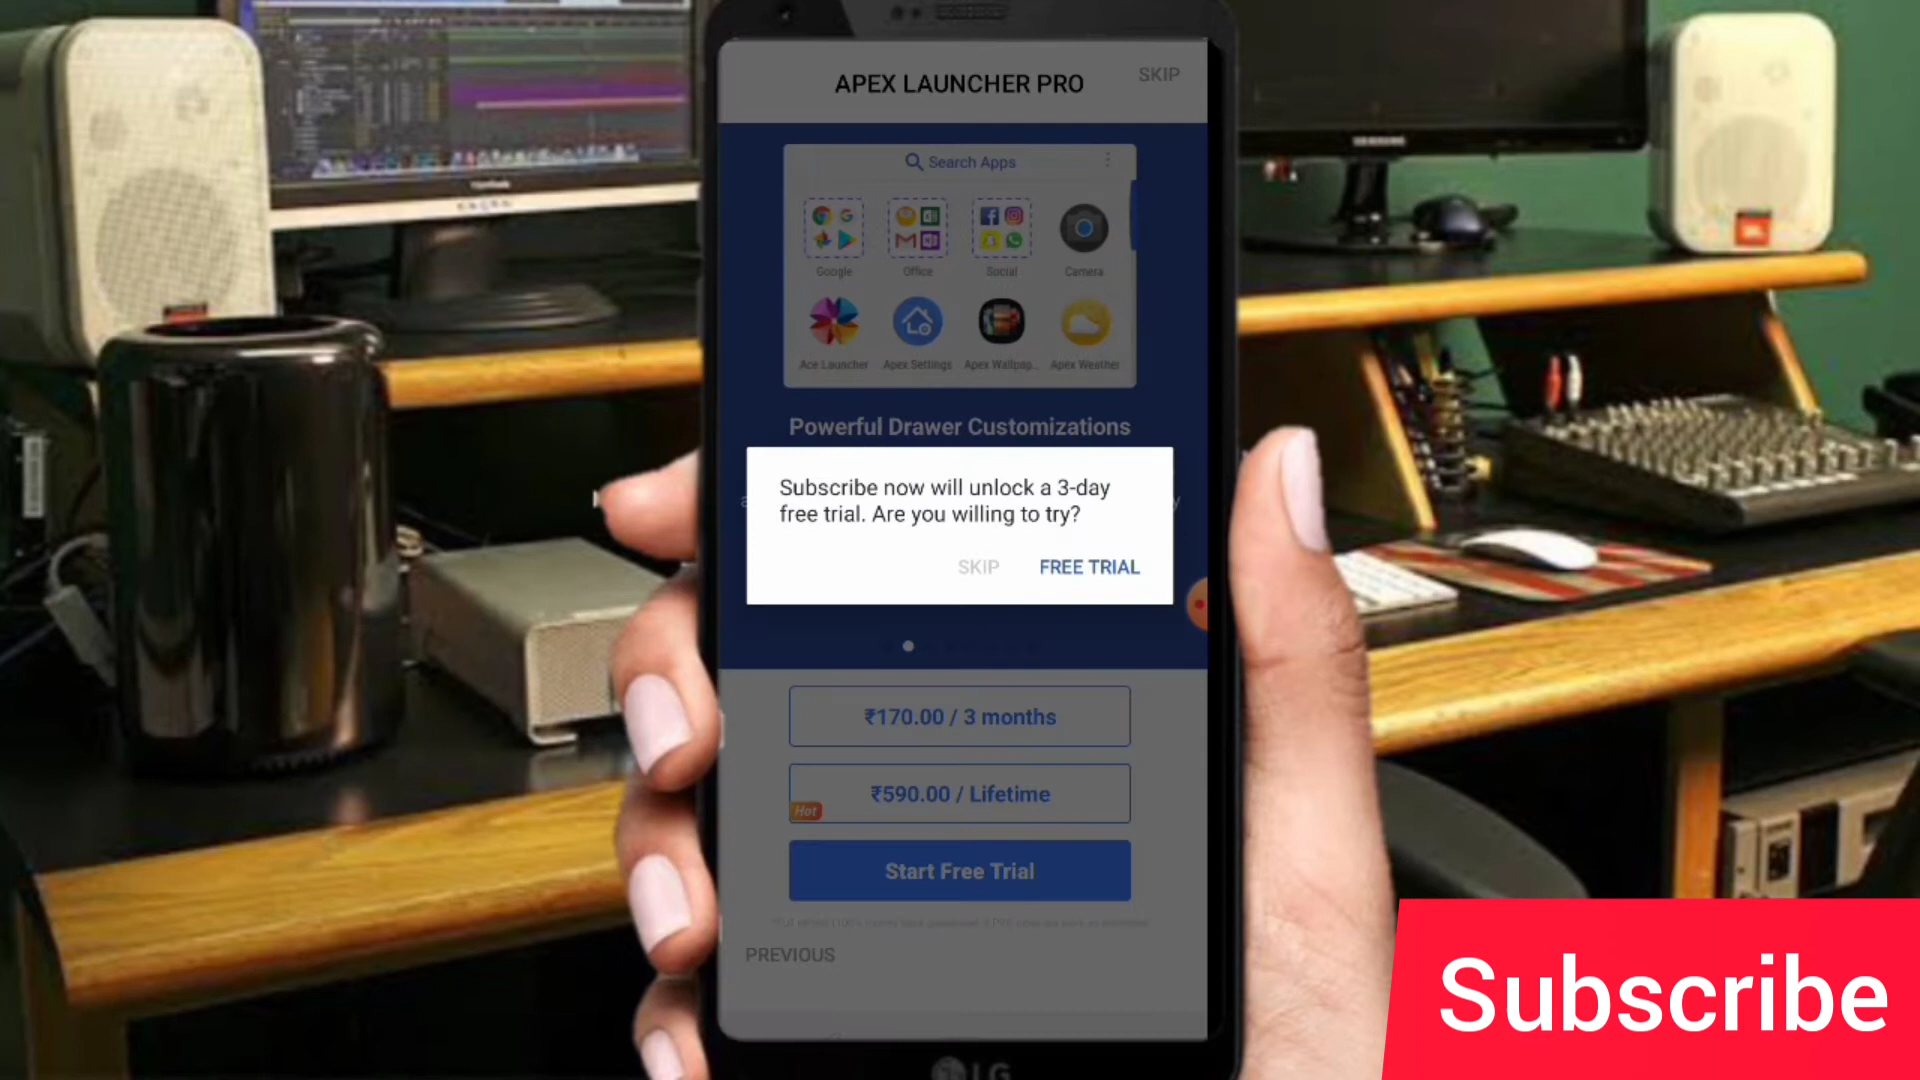 APEX LAUNCHER PRO
SKIP
Search Apps
Google
Office
Social
Camera
Ace Launcher
Apex Settings
Apex Wallpap...
Apex Weather
Powerful Drawer Customizations
Subscribe now will unlock a 3-day
free trial. Are you willing to try?
SKIP
FREE TRIAL
₹170.00 / 3 months
₹590.00 / Lifetime
Hot
Start Free Trial
PREVIOUS
LG
SAMSUNG
JBL
Subscribe